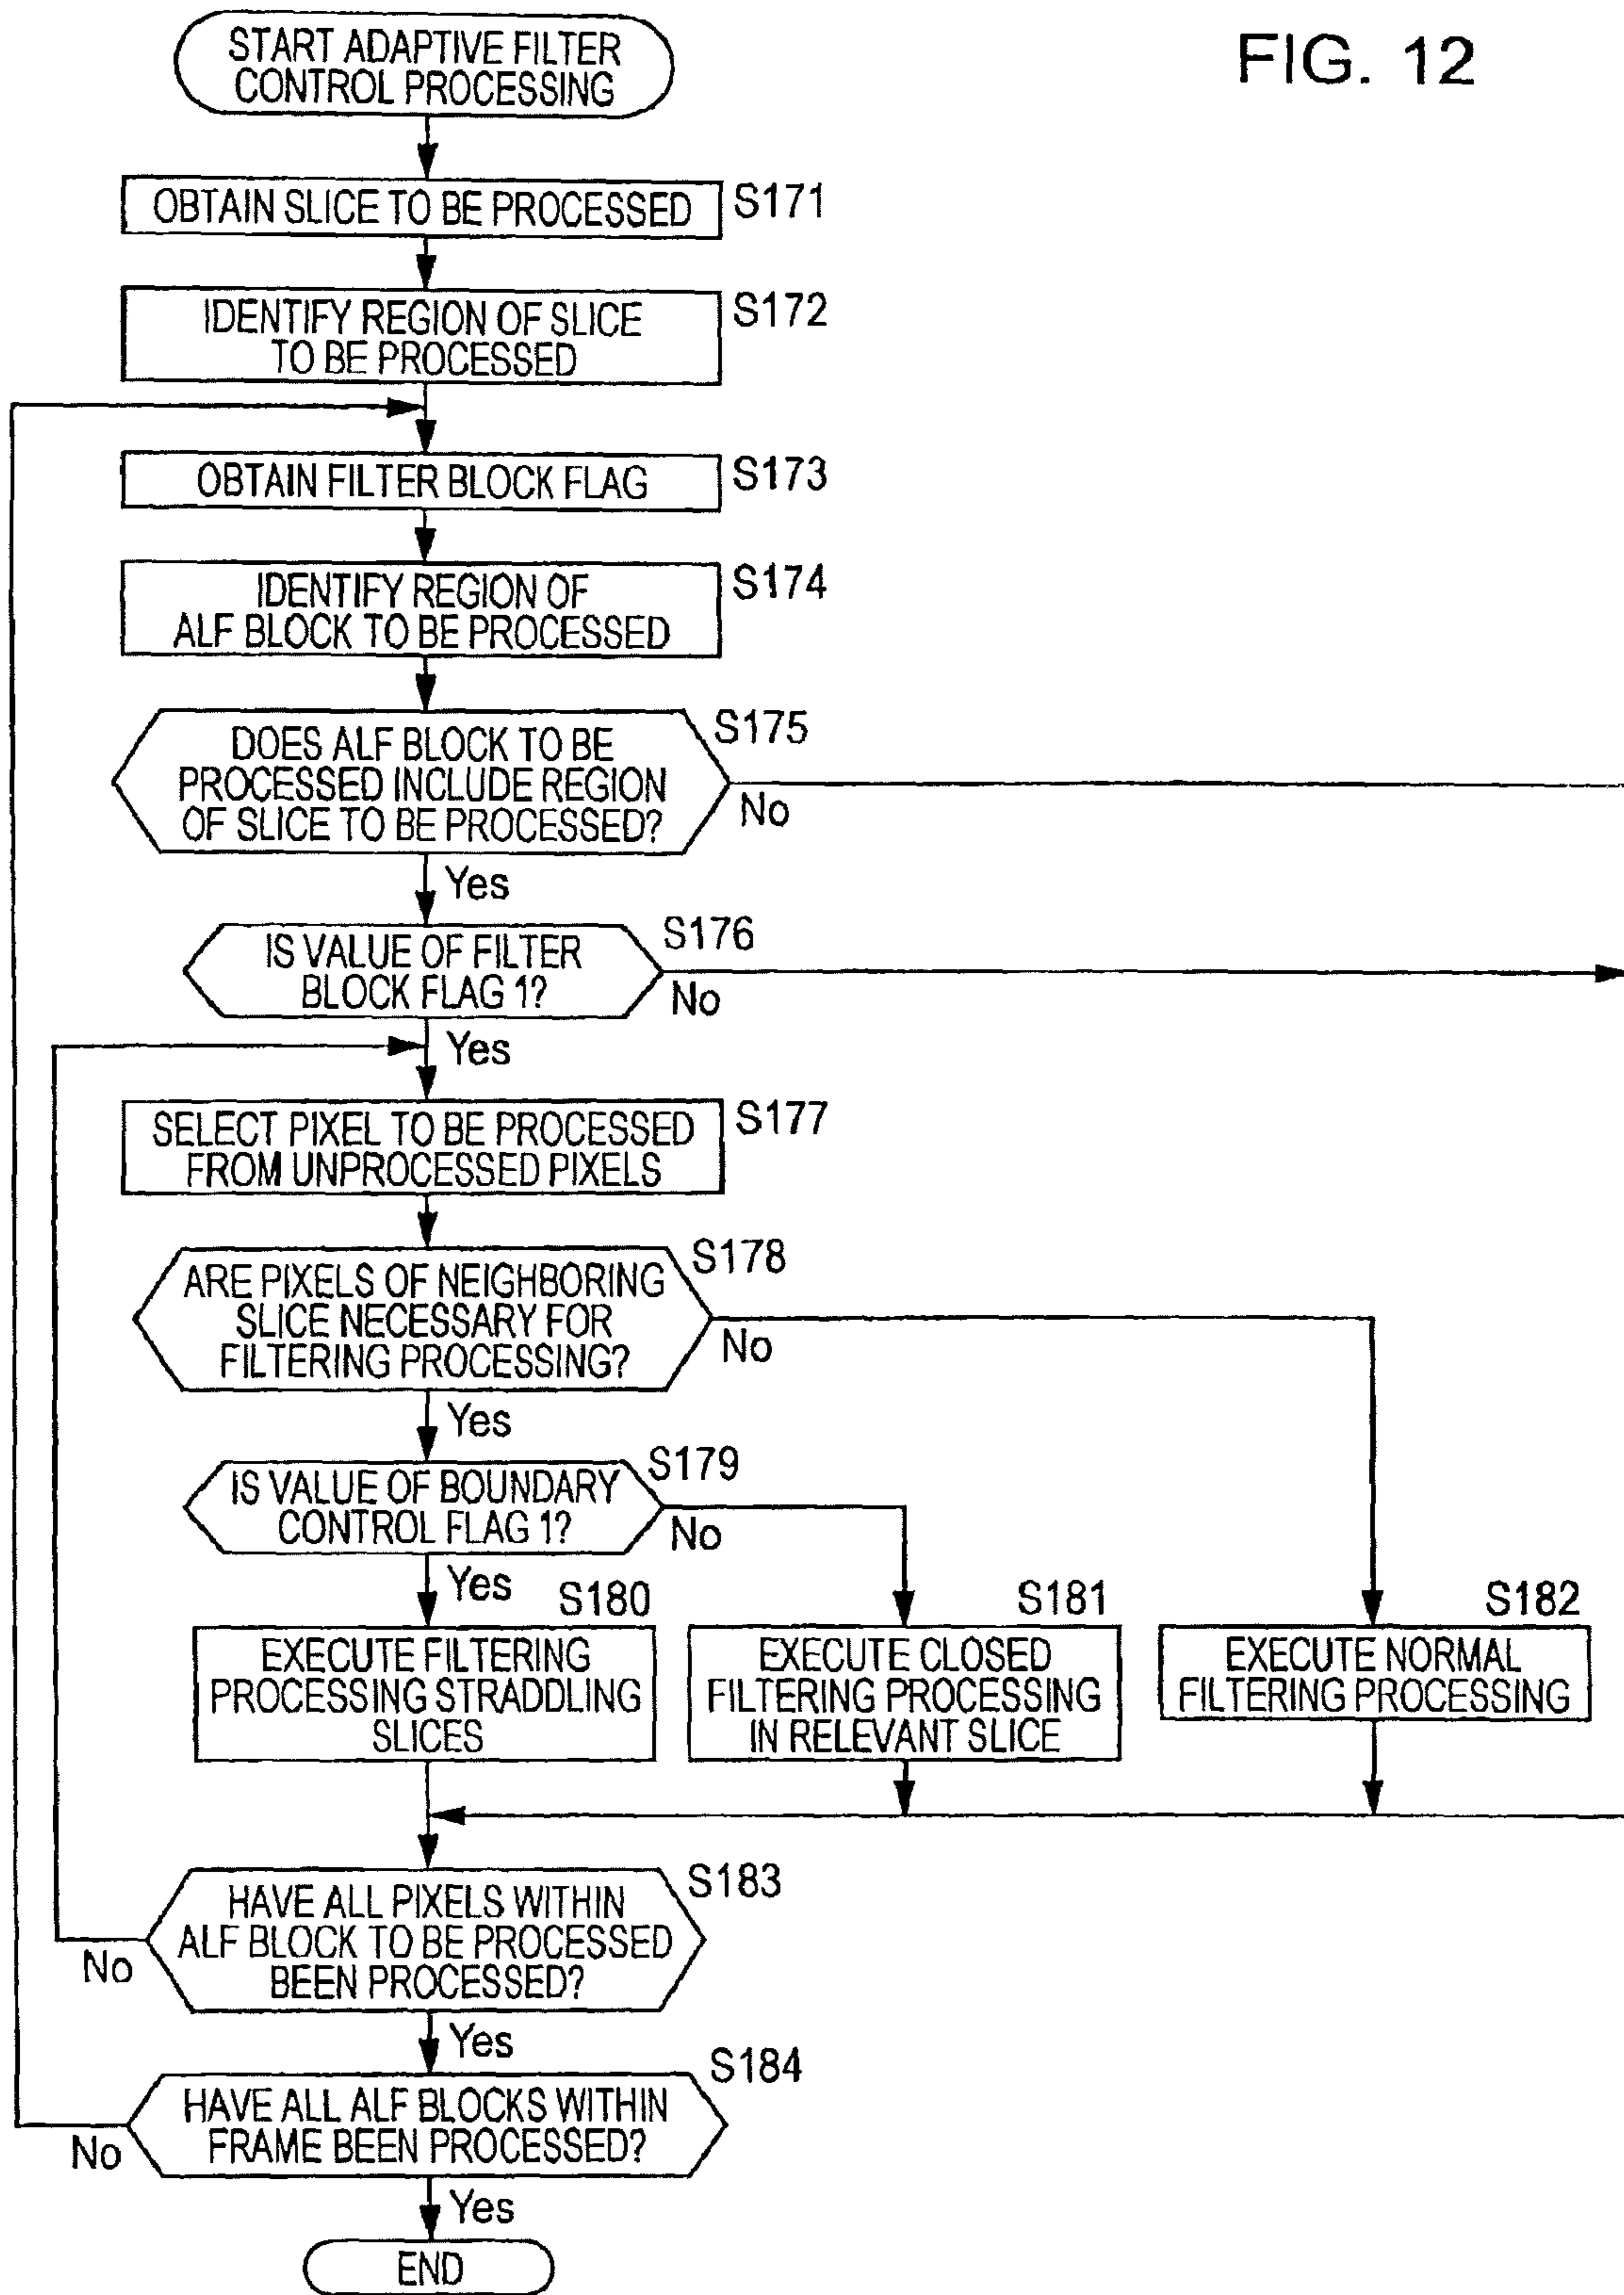 FIG. 12
START ADAPTIVE FILTER
CONTROL PROCESSING
OBTAIN SLICE TO BE PROCESSED
S171
IDENTIFY REGION OF SLICE
TO BE PROCESSED
S172
OBTAIN FILTER BLOCK FLAG
S173
IDENTIFY REGION OF
ALF BLOCK TO BE PROCESSED
S174
DOES ALF BLOCK TO BE
PROCESSED INCLUDE REGION
OF SLICE TO BE PROCESSED?
S175
No
Yes
IS VALUE OF FILTER
BLOCK FLAG 1?
S176
No
Yes
SELECT PIXEL TO BE PROCESSED
FROM UNPROCESSED PIXELS
S177
ARE PIXELS OF NEIGHBORING
SLICE NECESSARY FOR
FILTERING PROCESSING?
S178
No
Yes
IS VALUE OF BOUNDARY
CONTROL FLAG 1?
S179
No
Yes
S180
EXECUTE FILTERING
PROCESSING STRADDLING
SLICES
S181
EXECUTE CLOSED
FILTERING PROCESSING
IN RELEVANT SLICE
S182
EXECUTE NORMAL
FILTERING PROCESSING
HAVE ALL PIXELS WITHIN
ALF BLOCK TO BE PROCESSED
BEEN PROCESSED?
S183
No
Yes
HAVE ALL ALF BLOCKS WITHIN
FRAME BEEN PROCESSED?
S184
No
Yes
END